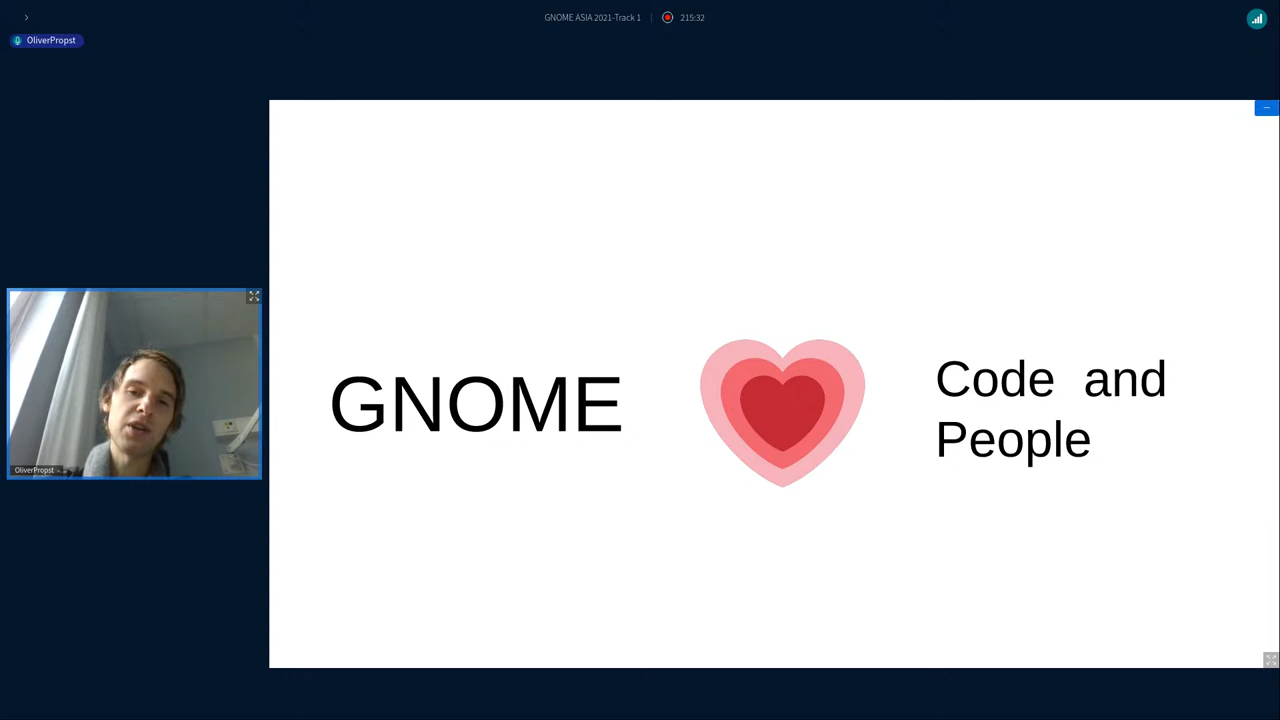 GNOME ASIA 2021-Track 1
215:32
OliverPropst
GNOME
Code and
People
OliverPropst